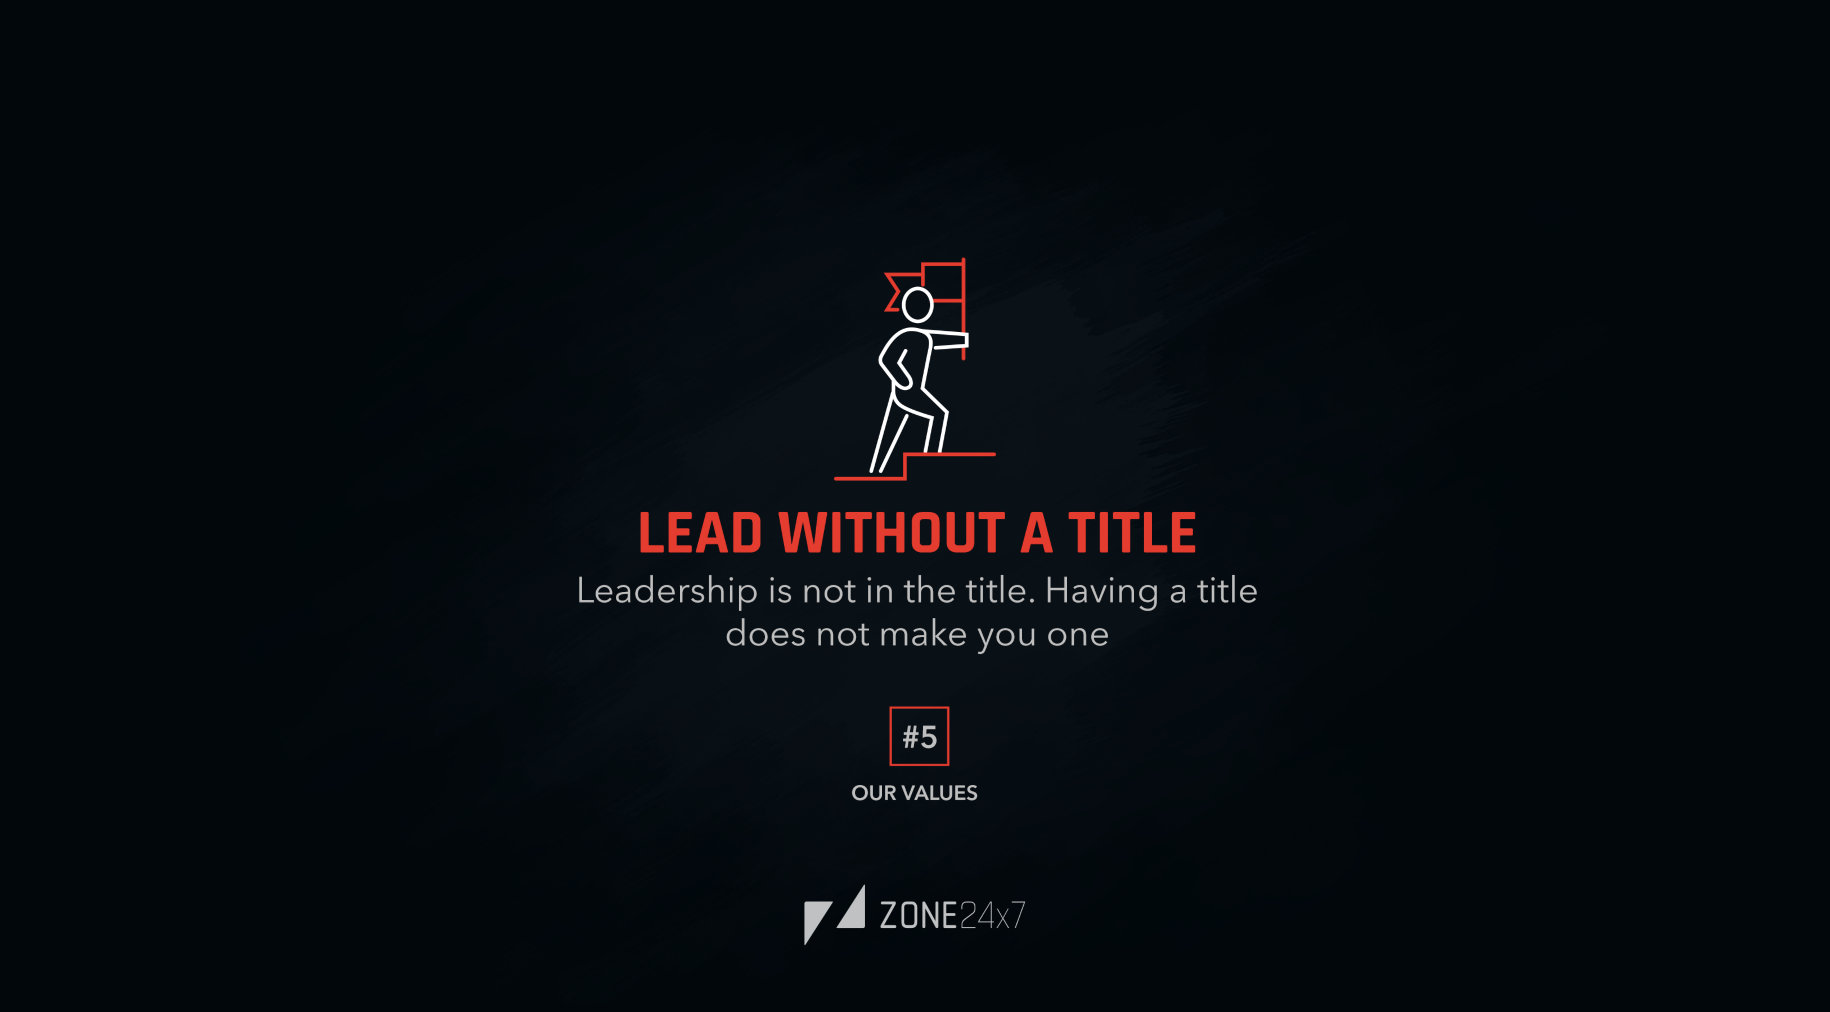 LEAD WITHOUT A TITLE
Leadership is not in the title. Having a title
does not make you one
#5
OUR VALUES
ZONE24x7